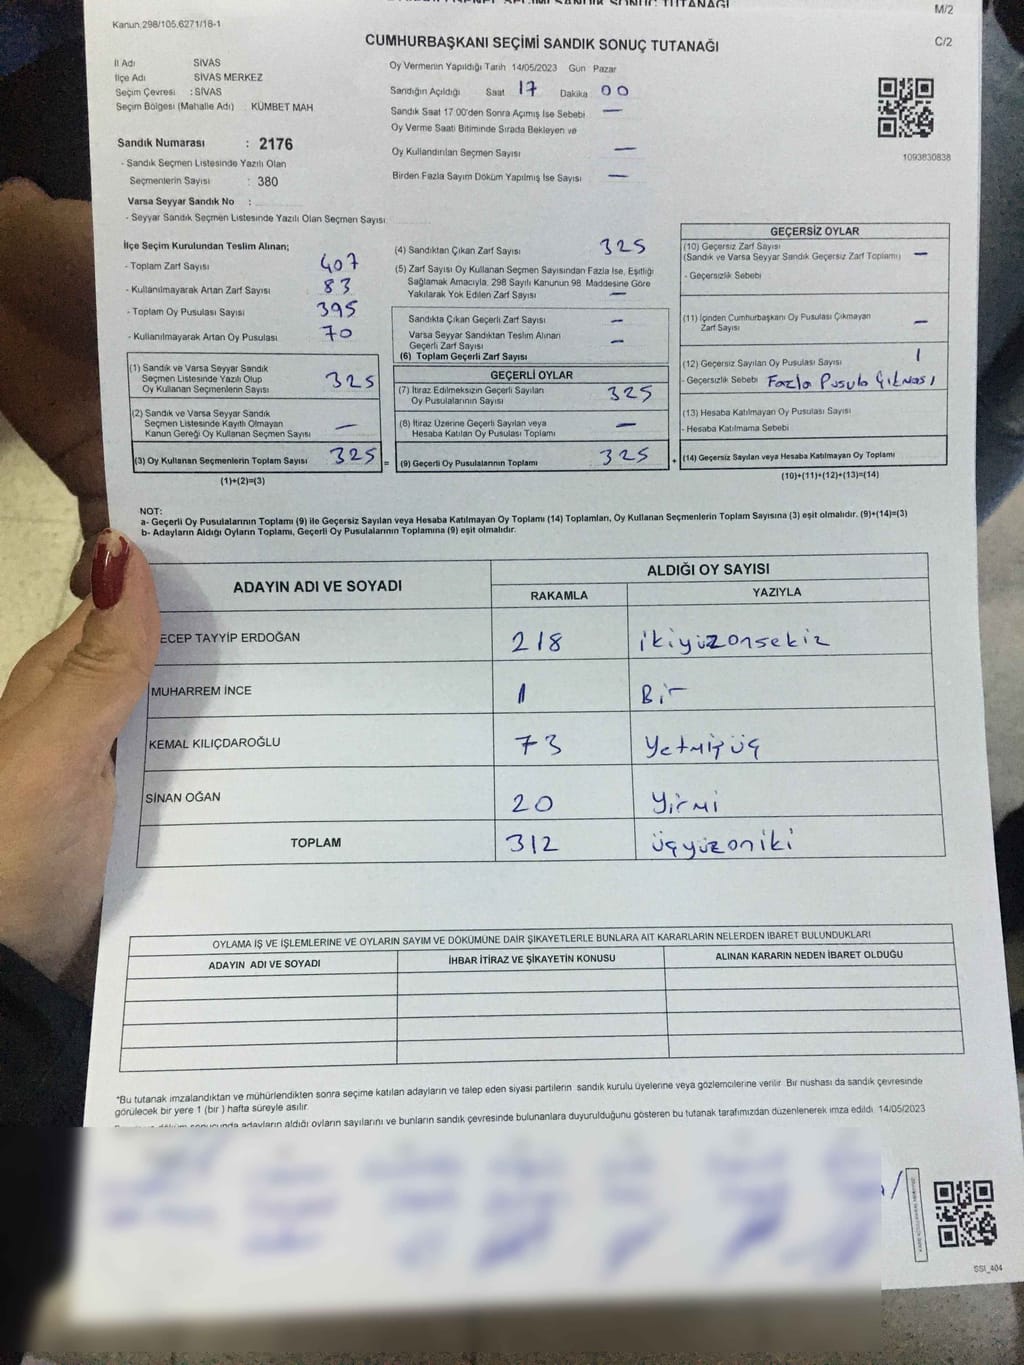 M/2
Kanun 298/105.6271/18-1
CUMHURBAŞKANI SEÇİMİ SANDIK SONUÇ TUTANAĞI
C/2
İl Adı SİVAS
İlçe Adı SİVAS MERKEZ
Seçim Çevresi : SİVAS
Seçim Bölgesi (Mahalle Adı) : KÜMBET MAH
Oy Vermenin Yapıldığı Tarih 14/05/2023 Gün Pazar
Sandığın Açıldığı Saat 17 Dakika 00
Sandık Saat 17:00'den Sonra Açımış İse Sebebi —
Oy Verme Saati Bitiminde Sırada Bekleyen ve
Oy Kullandırılan Seçmen Sayısı —
Birden Fazla Sayım Döküm Yapılmış İse Sayısı —
1093830838
Sandık Numarası : 2176
- Sandık Seçmen Listesinde Yazılı Olan
Seçmenlerin Sayısı : 380
Varsa Seyyar Sandık No :
- Seyyar Sandık Seçmen Listesinde Yazılı Olan Seçmen Sayısı
İlçe Seçim Kurulundan Teslim Alınan;
- Toplam Zarf Sayısı 407
- Kullanılmayarak Artan Zarf Sayısı 83
- Toplam Oy Pusulası Sayısı 395
- Kullanılmayarak Artan Oy Pusulası 70
(1) Sandık ve Varsa Seyyar Sandık
Seçmen Listesinde Yazılı Olup
Oy Kullanan Seçmenlerin Sayısı 325
(2) Sandık ve Varsa Seyyar Sandık
Seçmen Listesinde Kayıtlı Olmayan
Kanun Gereği Oy Kullanan Seçmen Sayısı —
(3) Oy Kullanan Seçmenlerin Toplam Sayısı 325 =
(1)+(2)=(3)
(4) Sandıktan Çıkan Zarf Sayısı 325
(5) Zarf Sayısı Oy Kullanan Seçmen Sayısından Fazla İse, Eşitliği
Sağlamak Amacıyla, 298 Sayılı Kanunun 98. Maddesine Göre
Yakılarak Yok Edilen Zarf Sayısı —
Sandıkta Çıkan Geçerli Zarf Sayısı —
Varsa Seyyar Sandıktan Teslim Alınan
Geçerli Zarf Sayısı —
(6) Toplam Geçerli Zarf Sayısı
GEÇERLİ OYLAR
(7) İtiraz Edilmeksizin Geçerli Sayılan
Oy Pusulalarının Sayısı 325
(8) İtiraz Üzerine Geçerli Sayılan veya
Hesaba Katılan Oy Pusulası Toplamı —
(9) Geçerli Oy Pusulalarının Toplamı 325 +
GEÇERSİZ OYLAR
(10) Geçersiz Zarf Sayısı
(Sandık ve Varsa Seyyar Sandık Geçersiz Zarf Toplamı) —
- Geçersizlik Sebebi
(11) İçinden Cumhurbaşkanı Oy Pusulası Çıkmayan
Zarf Sayısı —
(12) Geçersiz Sayılan Oy Pusulası Sayısı 1
- Geçersizlik Sebebi Fazla Pusula Çıkması
(13) Hesaba Katılmayan Oy Pusulası Sayısı
- Hesaba Katılmama Sebebi
(14) Geçersiz Sayılan veya Hesaba Katılmayan Oy Toplamı
(10)+(11)+(12)+(13)=(14)
NOT:
a- Geçerli Oy Pusulalarının Toplamı (9) ile Geçersiz Sayılan veya Hesaba Katılmayan Oy Toplamı (14) Toplamları, Oy Kullanan Seçmenlerin Toplam Sayısına (3) eşit olmalıdır. (9)+(14)=(3)
b- Adayların Aldığı Oyların Toplamı, Geçerli Oy Pusulalarının Toplamına (9) eşit olmalıdır.
ADAYIN ADI VE SOYADI ALDIĞI OY SAYISI
RAKAMLA YAZIYLA
ECEP TAYYİP ERDOĞAN 218 ikiyüzonsekiz
MUHARREM İNCE 1 Bir
KEMAL KILIÇDAROĞLU 73 Yetmişüç
SİNAN OĞAN 20 Yirmi
TOPLAM 312 üçyüzoniki
OYLAMA İŞ VE İŞLEMLERİNE VE OYLARIN SAYIM VE DÖKÜMÜNE DAİR ŞİKAYETLERLE BUNLARA AİT KARARLARIN NELERDEN İBARET BULUNDUKLARI
ADAYIN ADI VE SOYADI İHBAR İTİRAZ VE ŞİKAYETİN KONUSU ALINAN KARARIN NEDEN İBARET OLDUĞU
*Bu tutanak imzalandıktan ve mühürlendikten sonra seçime katılan adayların ve talep eden siyasi partilerin sandık kurulu üyelerine veya gözlemcilerine verilir. Bir nüshası da sandık çevresinde
görülecek bir yere 1 (bir ) hafta süreyle asılır.
adayların aldığı oyların sayılarını ve bunların sandık çevresinde bulunanlara duyurulduğunu gösteren bu tutanak tarafımızdan düzenlenerek imza edildi. 14/05/2023
SSI_404